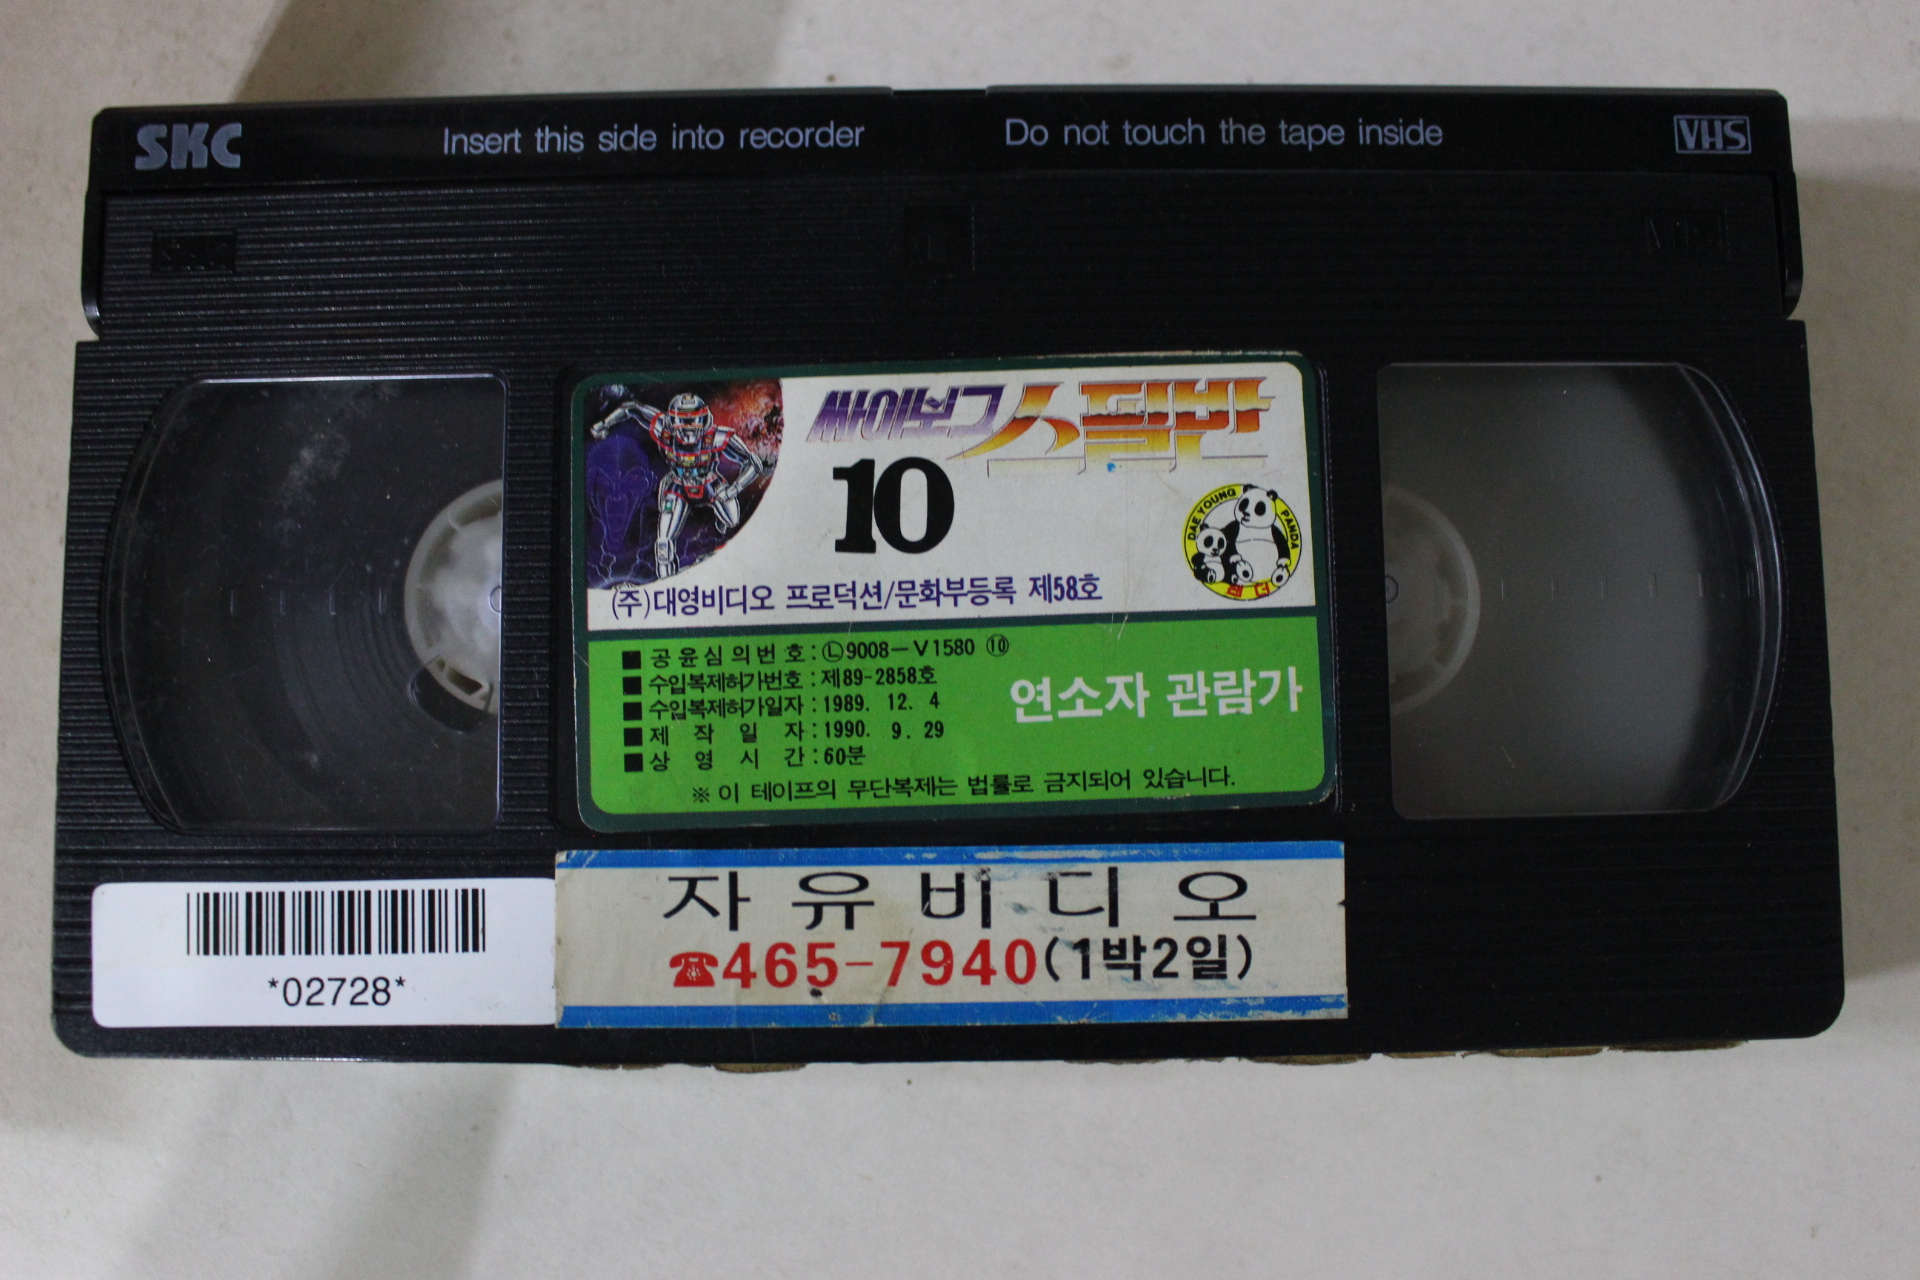 SKC Insert this side into recorder Do not touch the tape inside VHS
SKC
싸이보그 스필반
10
DAE YOUNG PANDA
팬더
(주)대영비디오 프로덕션/문화부등록 제58호
■ 공윤심의번호 : Ⓛ9008-V1580 ⑩
■ 수입복제허가번호 : 제89-2858호
■ 수입복제허가일자 : 1989. 12. 4
■ 제작일자 : 1990. 9. 29
■ 상영시간 : 60분
연소자 관람가
※ 이 테이프의 무단복제는 법률로 금지되어 있습니다.
자유비디오
☎465-7940(1박2일)
*02728*